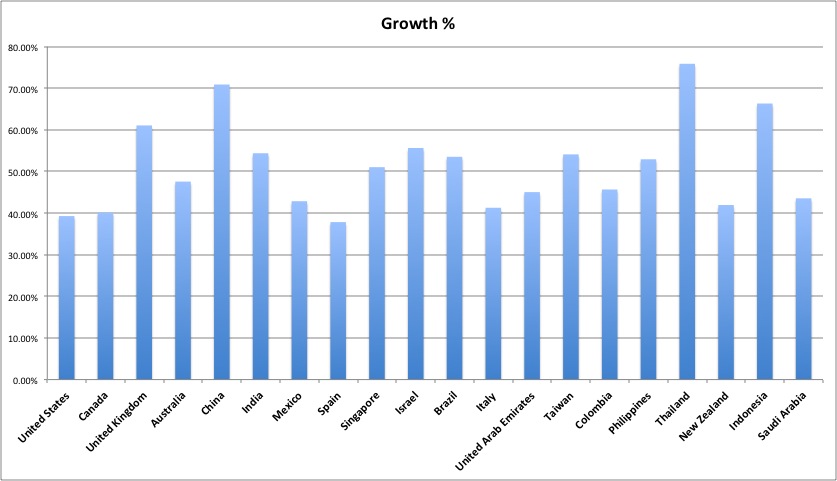 Growth %
80.00%
70.00%
60.00%
50.00%
40.00%
30.00%
20.00%
10.00%
0.00%
United States
Canada
United Kingdom
Australia
China
India
Mexico
Spain
Singapore
Israel
Brazil
Italy
United Arab Emirates
Taiwan
Colombia
Philippines
Thailand
New Zealand
Indonesia
Saudi Arabia